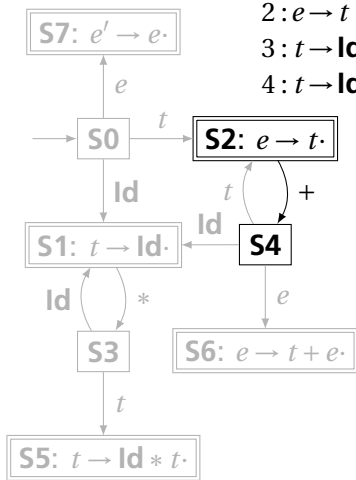 2 : e → t
3 : t → Id
4 : t → Id
S7: e′ → e·
e
S0
t
S2: e → t·
Id
t
+
S1: t → Id·
Id
S4
Id
*
e
S3
S6: e → t + e·
t
S5: t → Id * t·